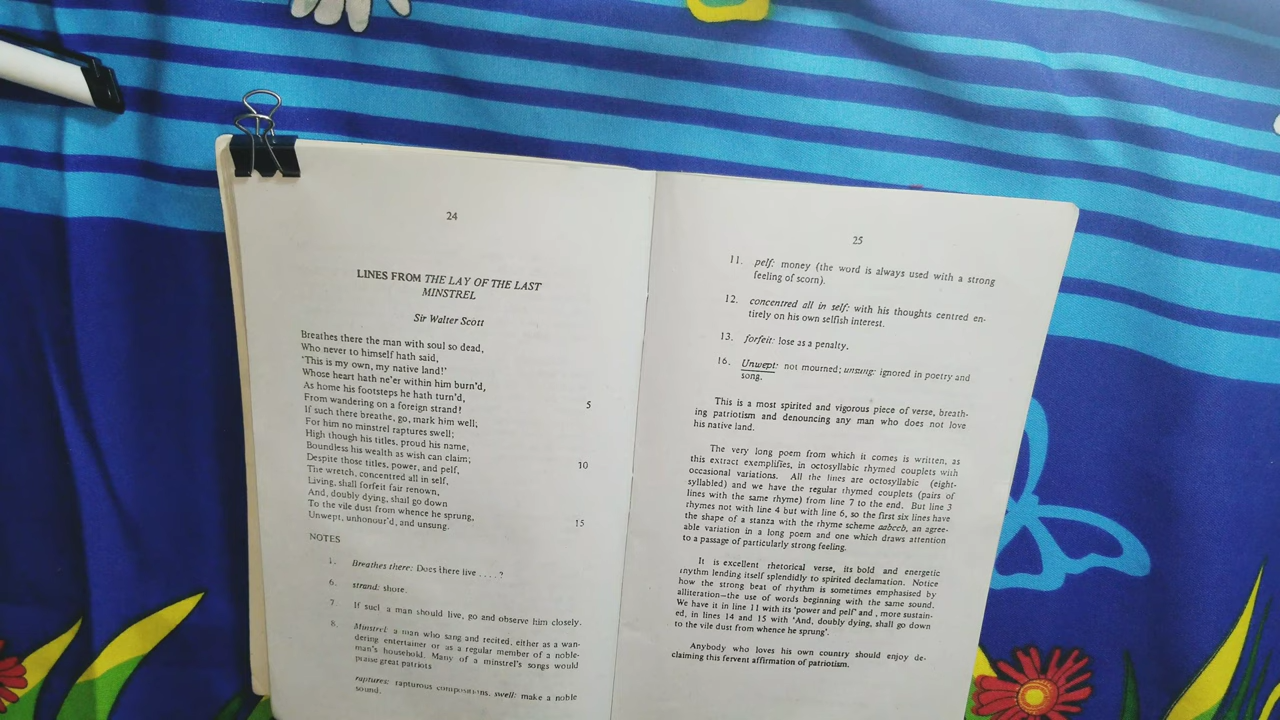 24
LINES FROM THE LAY OF THE LAST
MINSTREL
Sir Walter Scott
Breathes there the man with soul so dead,
Who never to himself hath said,
'This is my own, my native land!'
Whose heart hath ne'er within him burn'd,
As home his footsteps he hath turn'd, 5
From wandering on a foreign strand!
If such there breathe, go, mark him well;
For him no minstrel raptures swell;
High though his titles, proud his name,
Boundless his wealth as wish can claim; 10
Despite those titles, power, and pelf,
The wretch, concentred all in self,
Living, shall forfeit fair renown,
And, doubly dying, shall go down
To the vile dust from whence he sprung, 15
Unwept, unhonour'd, and unsung.
NOTES
1. Breathes there: Does there live . . . . ?
6. strand: shore.
7. If such a man should live, go and observe him closely.
8. Minstrel: a man who sang and recited, either as a wan-
dering entertainer or as a regular member of a noble-
man's household. Many of a minstrel's songs would
praise great patriots
raptures: rapturous compositions. swell: make a noble
sound.
25
11. pelf: money (the word is always used with a strong
feeling of scorn).
12. concentred all in self: with his thoughts centred en-
tirely on his own selfish interest.
13. forfeit: lose as a penalty.
16. Unwept: not mourned; unsung: ignored in poetry and
song.
This is a most spirited and vigorous piece of verse, breath-
ing patriotism and denouncing any man who does not love
his native land.
The very long poem from which it comes is written, as
this extract exemplifies, in octosyllabic rhymed couplets with
occasional variations. All the lines are octosyllabic (eight-
syllabled) and we have the regular rhymed couplets (pairs of
lines with the same rhyme) from line 7 to the end. But line 3
rhymes not with line 4 but with line 6, so the first six lines have
the shape of a stanza with the rhyme scheme aabccb, an agree-
able variation in a long poem and one which draws attention
to a passage of particularly strong feeling.
It is excellent rhetorical verse, its bold and energetic
rhythm lending itself splendidly to spirited declamation. Notice
how the strong beat of rhythm is sometimes emphasised by
alliteration—the use of words beginning with the same sound.
We have it in line 11 with its 'power and pelf' and , more sustain-
ed, in lines 14 and 15 with 'And, doubly dying, shall go down
to the vile dust from whence he sprung'.
Anybody who loves his own country should enjoy de-
claiming this fervent affirmation of patriotism.